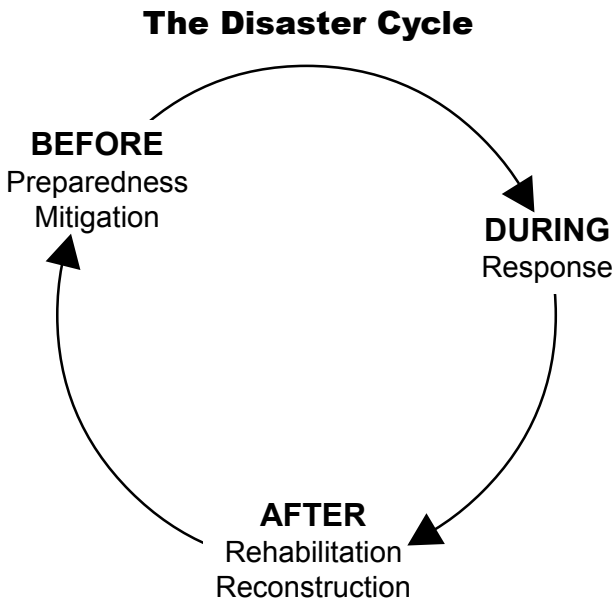 The Disaster Cycle
BEFORE
Preparedness
Mitigation
DURING
Response
AFTER
Rehabilitation
Reconstruction